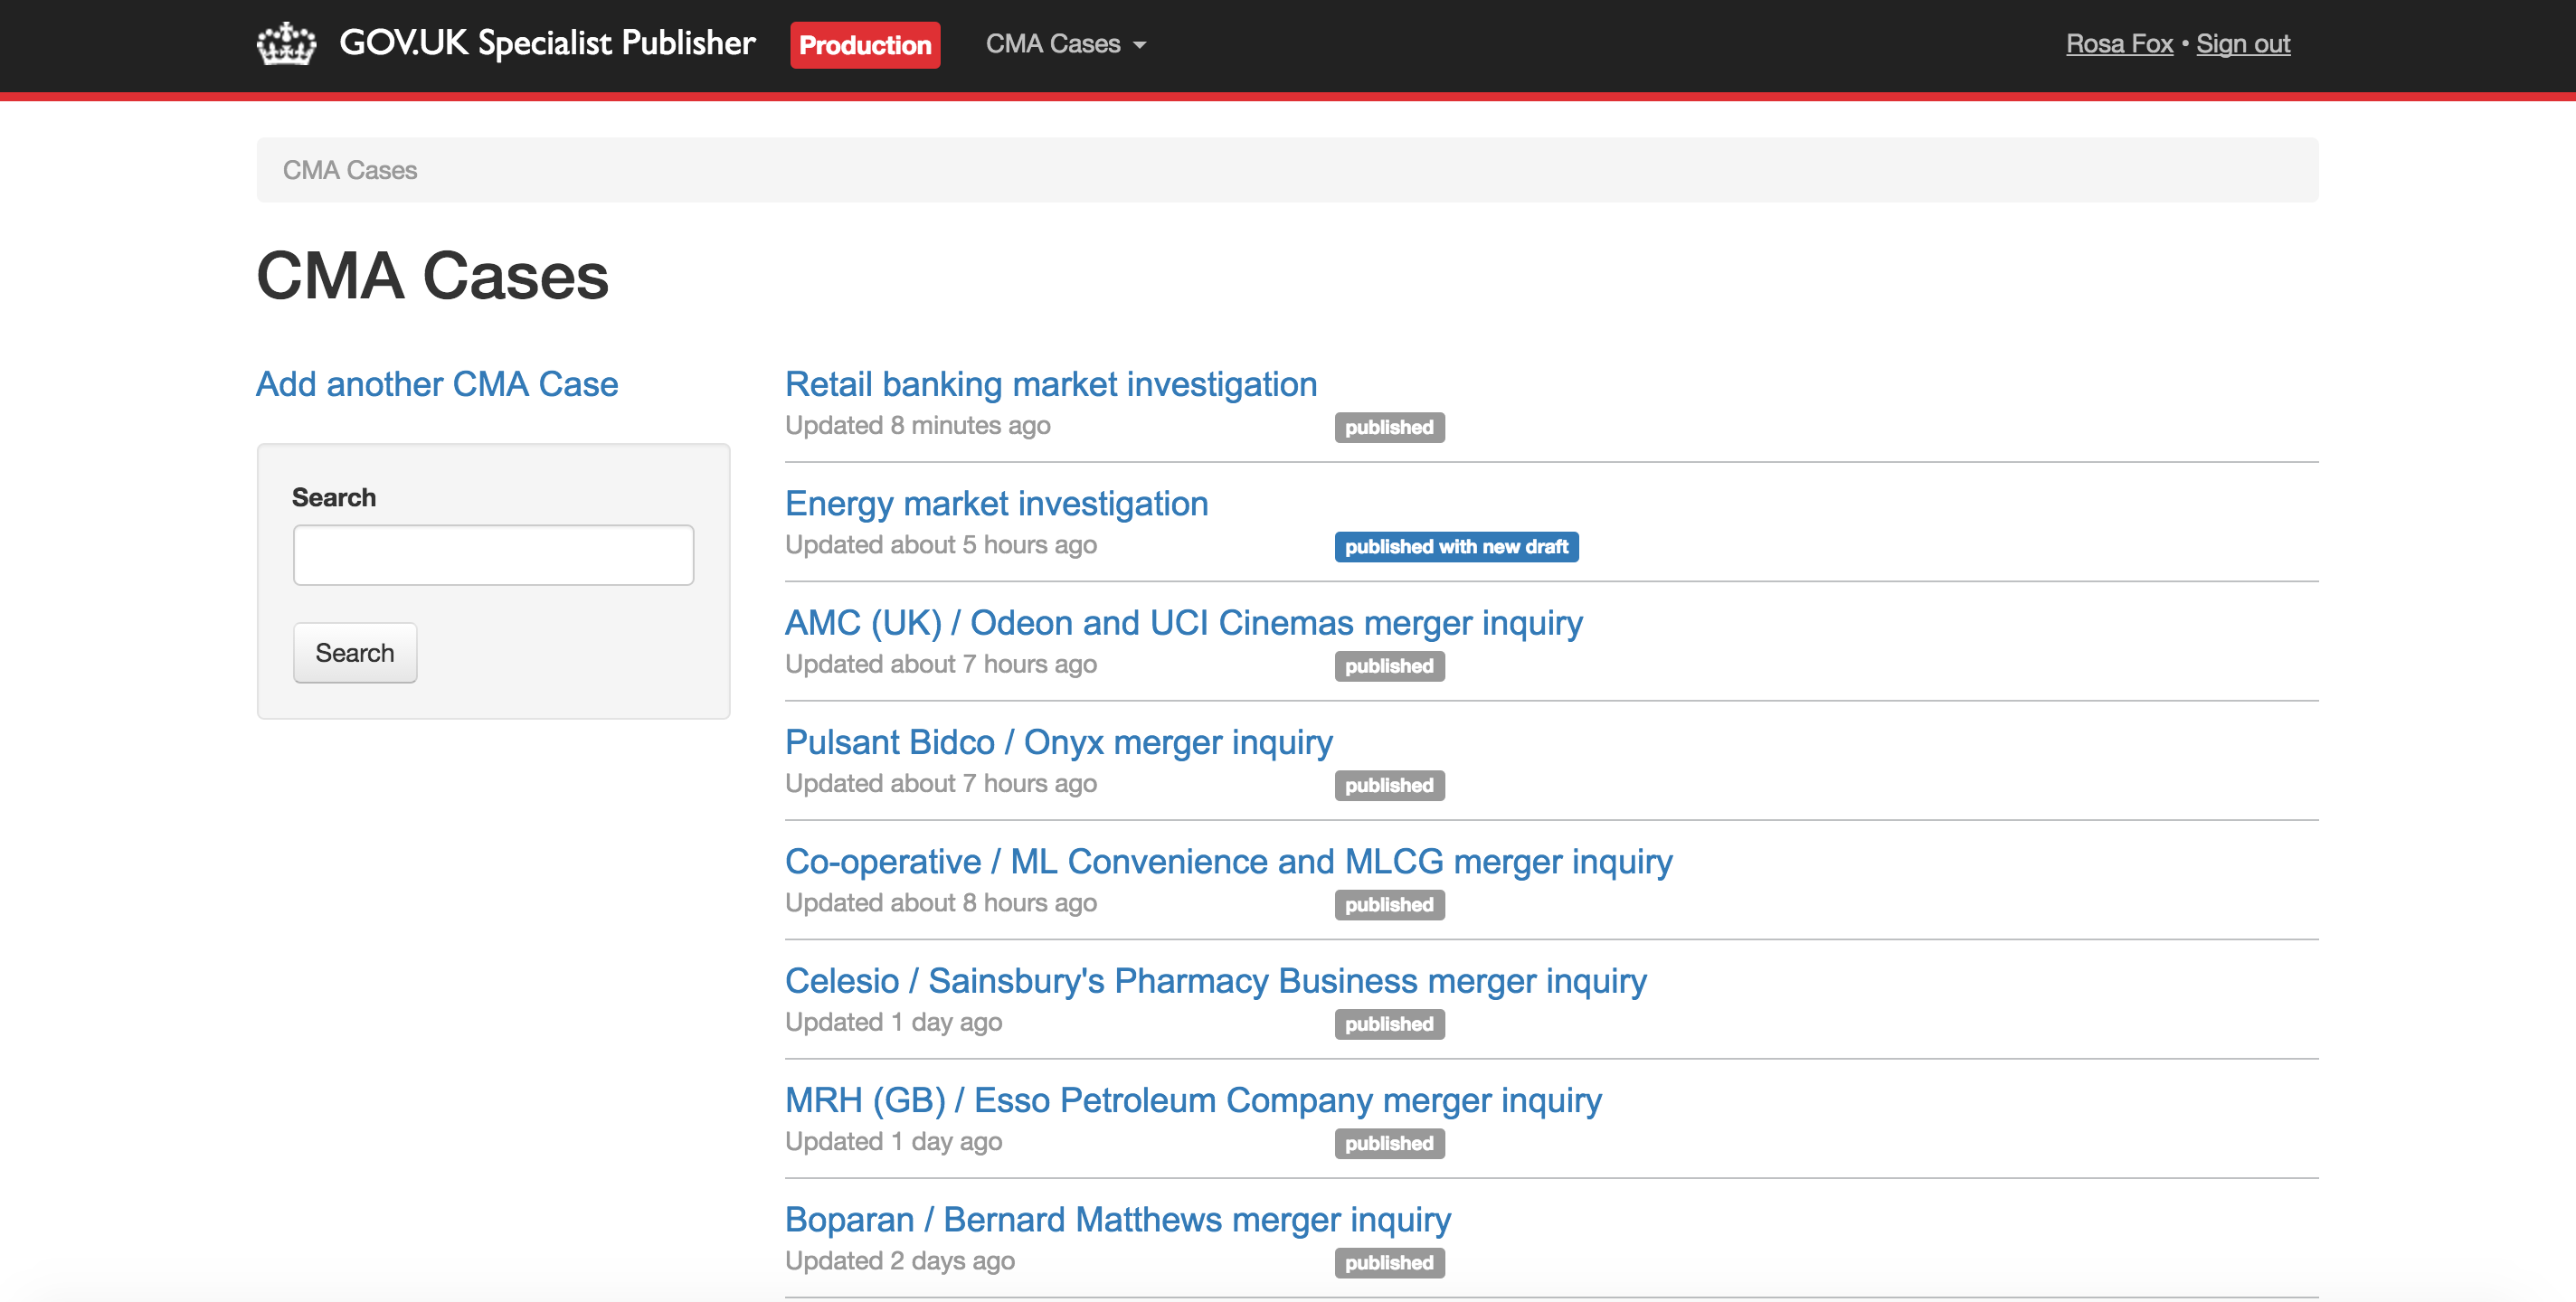 GOV.UK Specialist Publisher Production CMA Cases Rosa Fox • Sign out
CMA Cases
CMA Cases
Add another CMA Case
Search
Search
Retail banking market investigation
Updated 8 minutes ago published
Energy market investigation
Updated about 5 hours ago published with new draft
AMC (UK) / Odeon and UCI Cinemas merger inquiry
Updated about 7 hours ago published
Pulsant Bidco / Onyx merger inquiry
Updated about 7 hours ago published
Co-operative / ML Convenience and MLCG merger inquiry
Updated about 8 hours ago published
Celesio / Sainsbury's Pharmacy Business merger inquiry
Updated 1 day ago published
MRH (GB) / Esso Petroleum Company merger inquiry
Updated 1 day ago published
Boparan / Bernard Matthews merger inquiry
Updated 2 days ago published